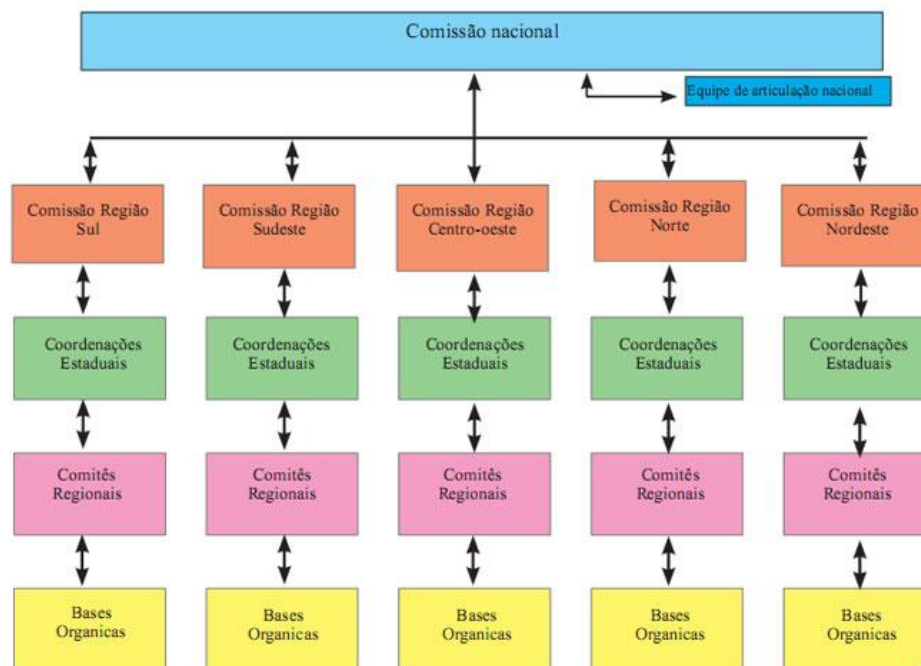 Comissão nacional
Equipe de articulação nacional
Comissão Região
Sul
Comissão Região
Sudeste
Comissão Região
Centro-oeste
Comissão Região
Norte
Comissão Região
Nordeste
Coordenações
Estaduais
Coordenações
Estaduais
Coordenações
Estaduais
Coordenações
Estaduais
Coordenações
Estaduais
Comitês
Regionais
Comitês
Regionais
Comitês
Regionais
Comitês
Regionais
Comitês
Regionais
Bases
Organicas
Bases
Organicas
Bases
Organicas
Bases
Organicas
Bases
Organicas